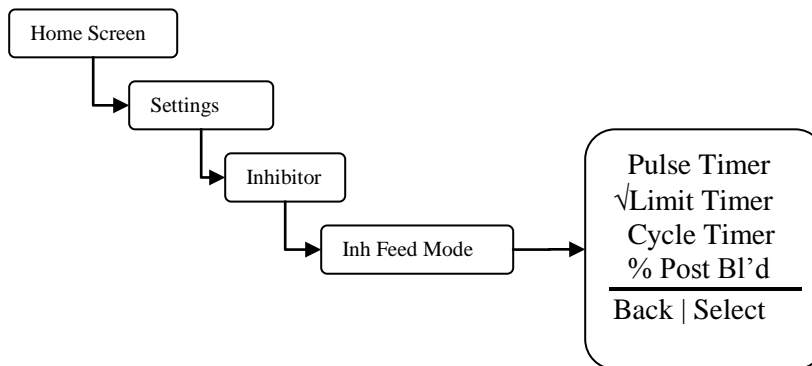 Home Screen
Settings
Inhibitor
Inh Feed Mode
Pulse Timer
√Limit Timer
Cycle Timer
% Post Bl’d
Back | Select